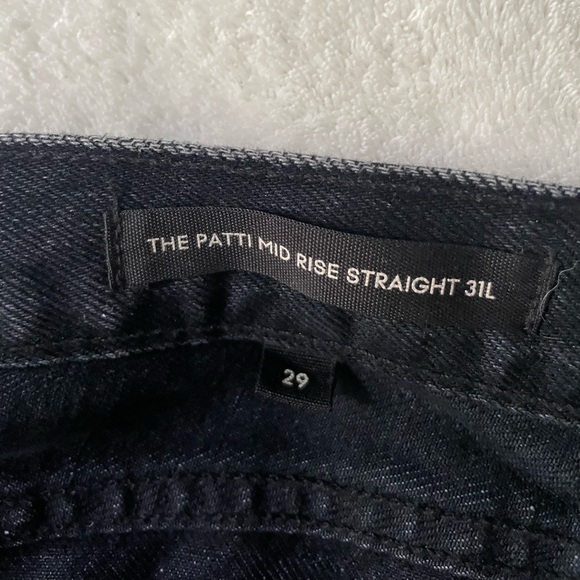 THE PATTI MID RISE STRAIGHT 31L
29